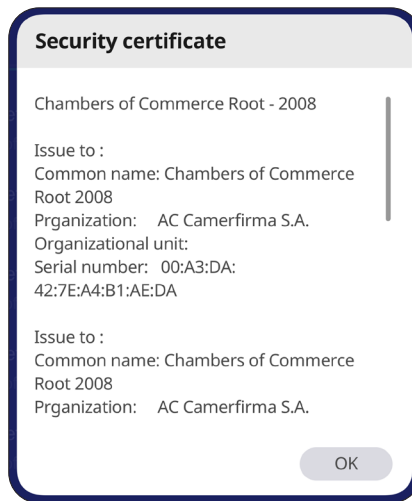 Security certificate
Chambers of Commerce Root - 2008
Issue to :
Common name: Chambers of Commerce
Root 2008
Prganization: AC Camerfirma S.A.
Organizational unit:
Serial number: 00:A3:DA:
42:7E:A4:B1:AE:DA
Issue to :
Common name: Chambers of Commerce
Root 2008
Prganization: AC Camerfirma S.A.
OK